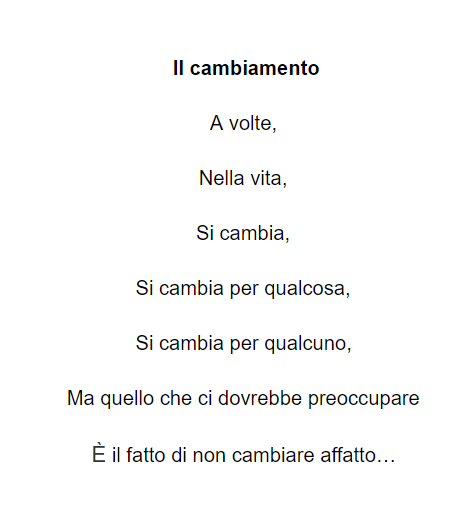 Il cambiamento
A volte,
Nella vita,
Si cambia,
Si cambia per qualcosa,
Si cambia per qualcuno,
Ma quello che ci dovrebbe preoccupare
È il fatto di non cambiare affatto…